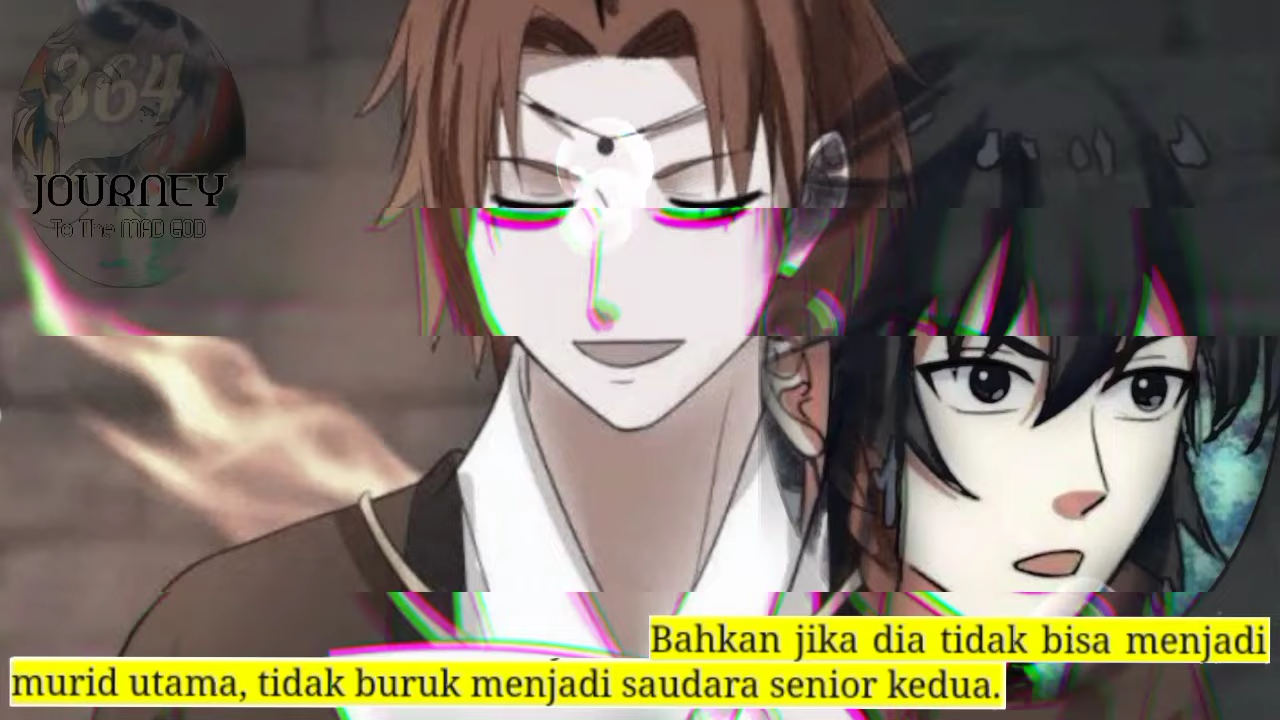 364
JOURNEY
To The MAD GOD
Bahkan jika dia tidak bisa menjadi
murid utama, tidak buruk menjadi saudara senior kedua.